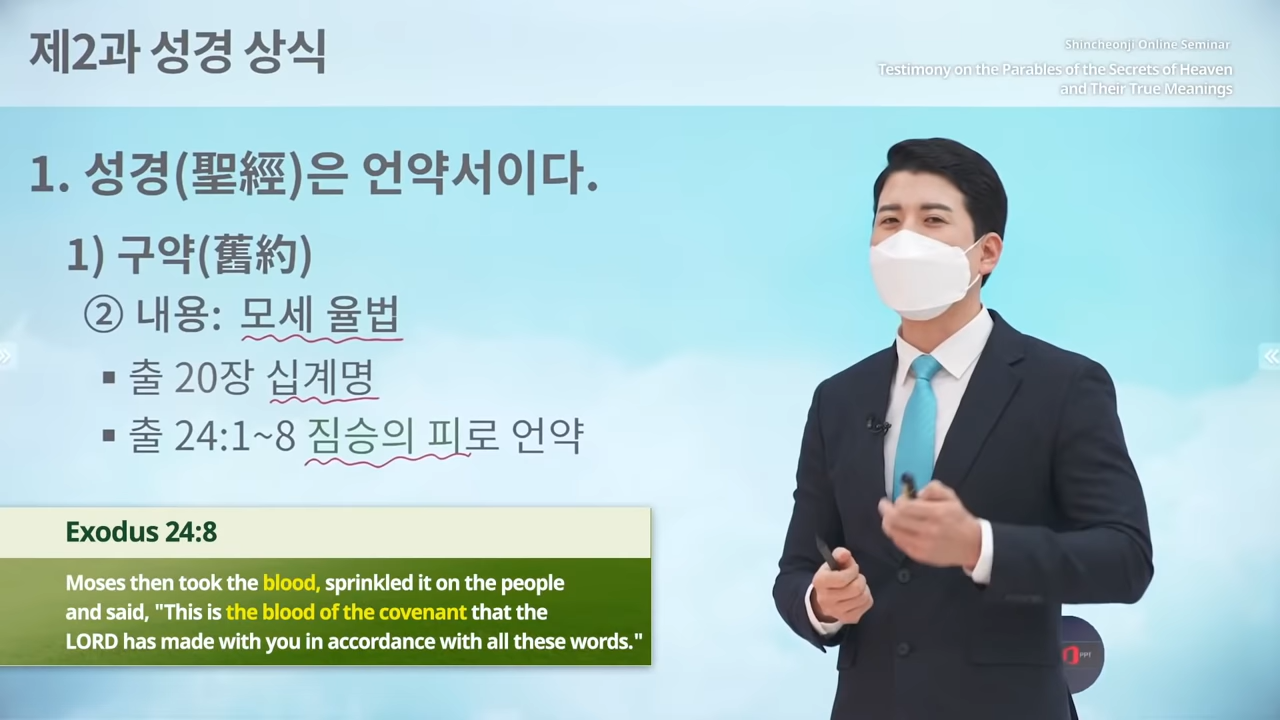 제2과 성경 상식
Shincheonji Online Seminar
Testimony on the Parables of the Secrets of Heaven
and Their True Meanings
1. 성경(聖經)은 언약서이다.
1) 구약(舊約)
② 내용: 모세 율법
▪ 출 20장 십계명
▪ 출 24:1~8 짐승의 피로 언약
Exodus 24:8
Moses then took the blood, sprinkled it on the people
and said, "This is the blood of the covenant that the
LORD has made with you in accordance with all these words."
PPT